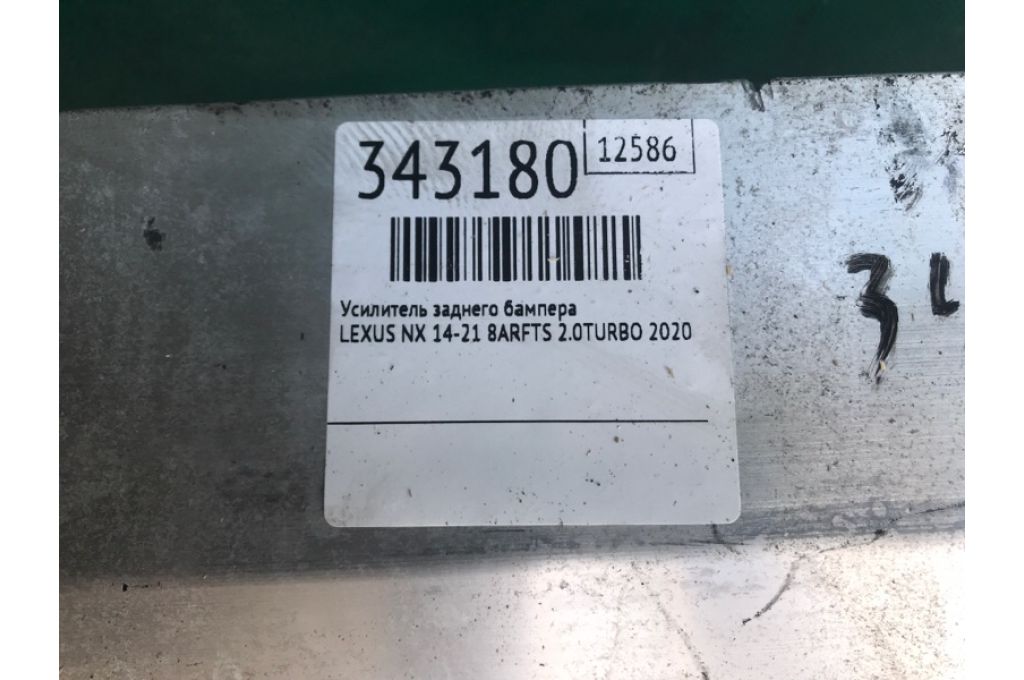 343180
12586
Усилитель заднего бампера
LEXUS NX 14-21 8ARFTS 2.0TURBO 2020